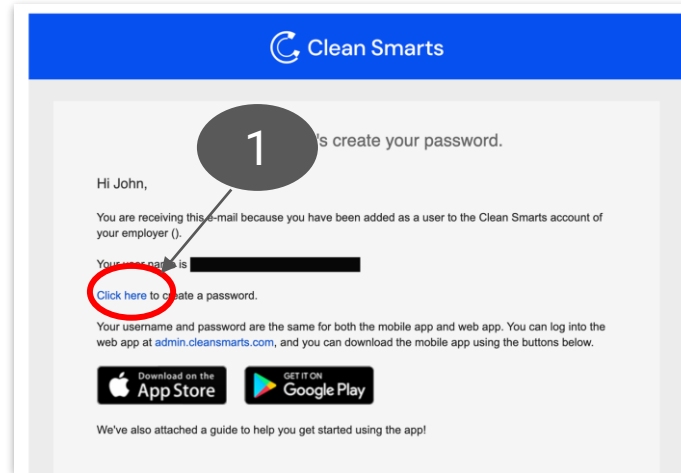 Clean Smarts
1
's create your password.
Hi John,
You are receiving this e-mail because you have been added as a user to the Clean Smarts account of
your employer ().
Your user name is
Click here to create a password.
Your username and password are the same for both the mobile app and web app. You can log into the
web app at admin.cleansmarts.com, and you can download the mobile app using the buttons below.
Download on the
App Store
GET IT ON
Google Play
We've also attached a guide to help you get started using the app!